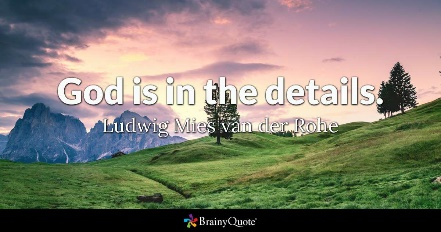 God is in the details.
Ludwig Mies van der Rohe
BrainyQuote®